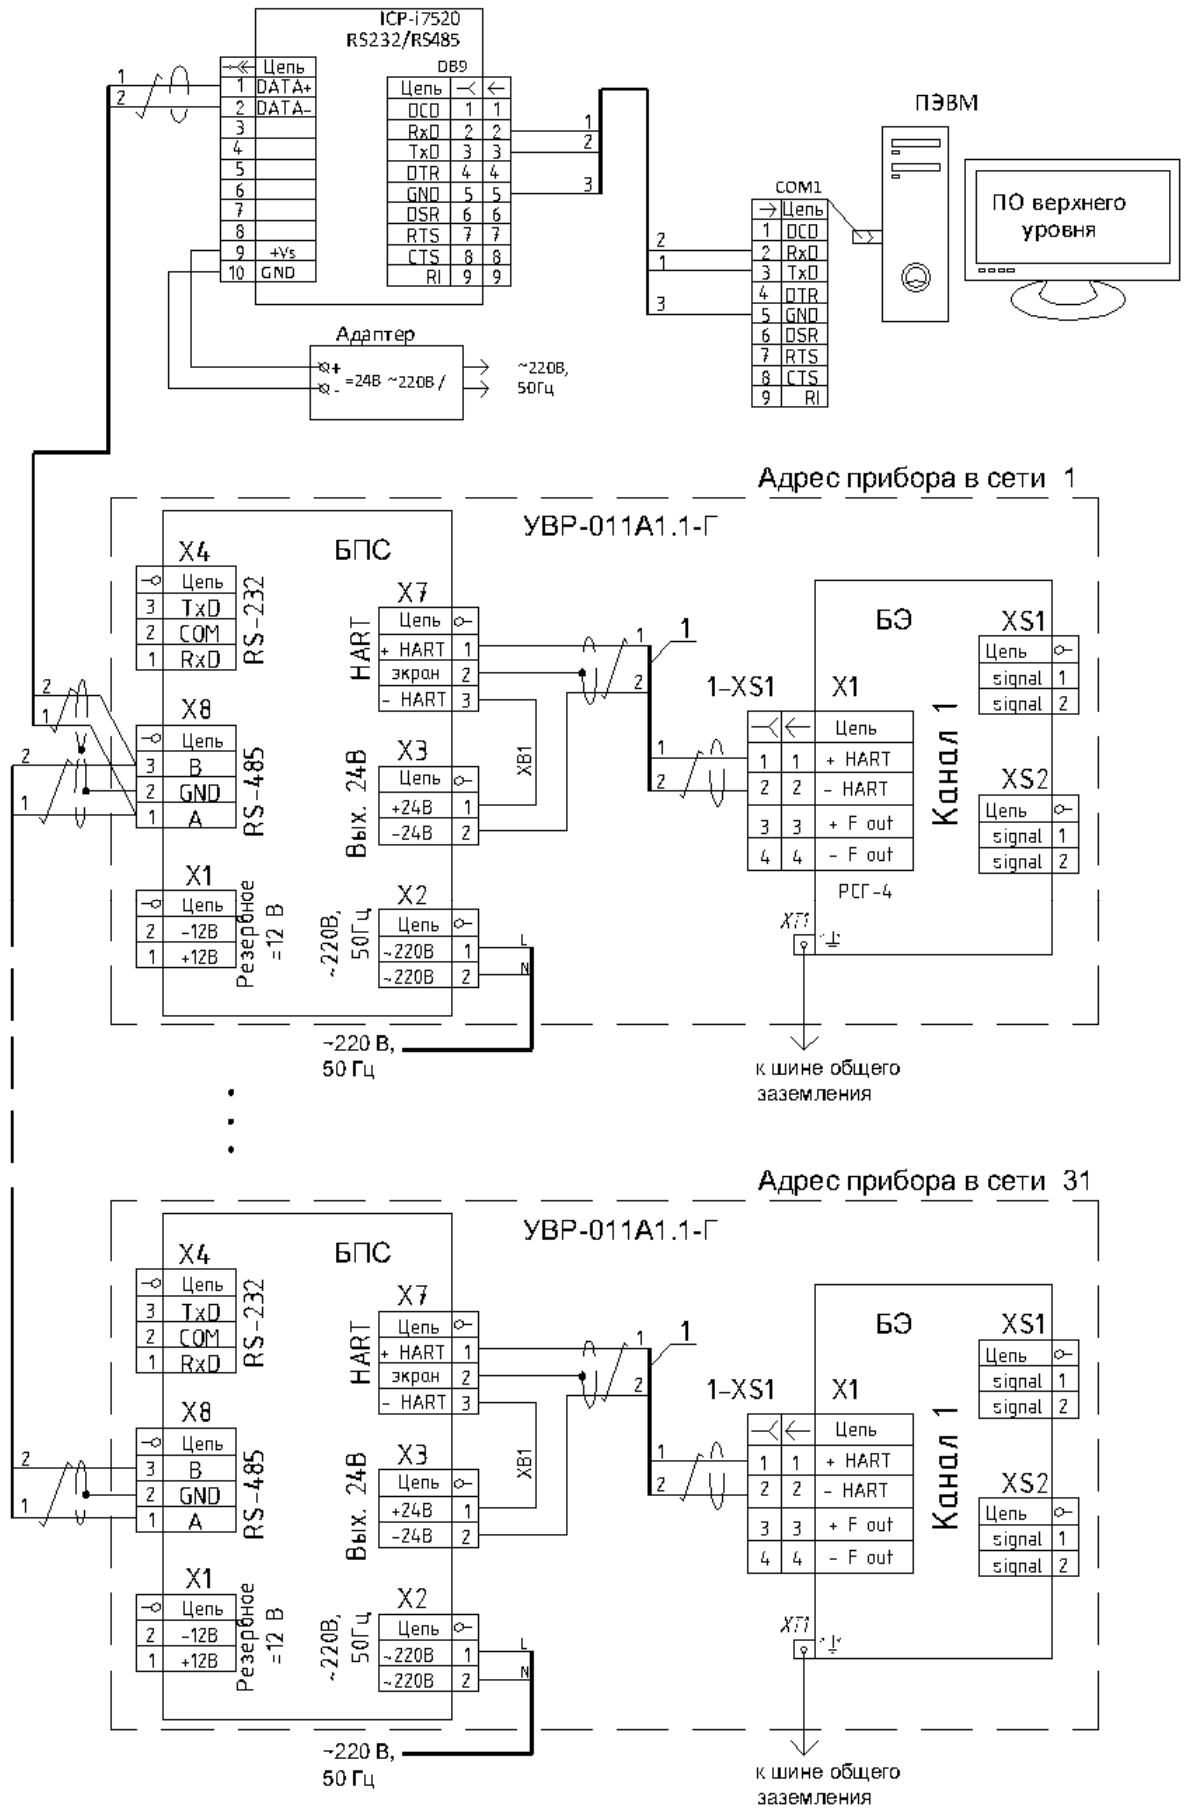 ICP-i7520
RS232/RS485
Цепь
1 DATA+
2 DATA-
3
4
5
6
7
8
9 +Vs
10 GND
1
2
DB9
Цепь
DCD 1 1
RxD 2 2
TxD 3 3
DTR 4 4
GND 5 5
DSR 6 6
RTS 7 7
CTS 8 8
RI 9 9
1
2
3
ПЭВМ
ПО верхнего
уровня
COM1
Цепь
1 DCD
2 RxD
3 TxD
4 DTR
5 GND
6 DSR
7 RTS
8 CTS
9 RI
2
1
3
Адаптер
+
-
=24В ~220В /
~220В,
50Гц
Адрес прибора в сети 1
УВР-011А1.1-Г
БПС
X4
Цепь
3 TxD
2 COM
1 RxD
RS-232
X8
Цепь
3 B
2 GND
1 A
RS-485
2
1
2
1
X1
Цепь
2 -12В
1 +12В
Резервное
=12 В
X7
Цепь
+ HART 1
экран 2
- HART 3
HART
X3
Цепь
+24В 1
-24В 2
Вых. 24В
XB1
X2
Цепь
~220В 1
~220В 2
~220В,
50Гц
L
N
1
2
1
1
2
БЭ
1-XS1
X1
Цепь
1 1 + HART
2 2 - HART
3 3 + F out
4 4 - F out
РСГ-4
Канал 1
XS1
Цепь
signal 1
signal 2
XS2
Цепь
signal 1
signal 2
XT1
~220 В,
50 Гц
к шине общего
заземления
Адрес прибора в сети 31
УВР-011А1.1-Г
БПС
X4
Цепь
3 TxD
2 COM
1 RxD
RS-232
X8
Цепь
3 B
2 GND
1 A
RS-485
2
1
X1
Цепь
2 -12В
1 +12В
Резервное
=12 В
X7
Цепь
+ HART 1
экран 2
- HART 3
HART
X3
Цепь
+24В 1
-24В 2
Вых. 24В
XB1
X2
Цепь
~220В 1
~220В 2
~220В,
50Гц
L
N
1
2
1
1
2
БЭ
1-XS1
X1
Цепь
1 1 + HART
2 2 - HART
3 3 + F out
4 4 - F out
Канал 1
XS1
Цепь
signal 1
signal 2
XS2
Цепь
signal 1
signal 2
XT1
~220 В,
50 Гц
к шине общего
заземления